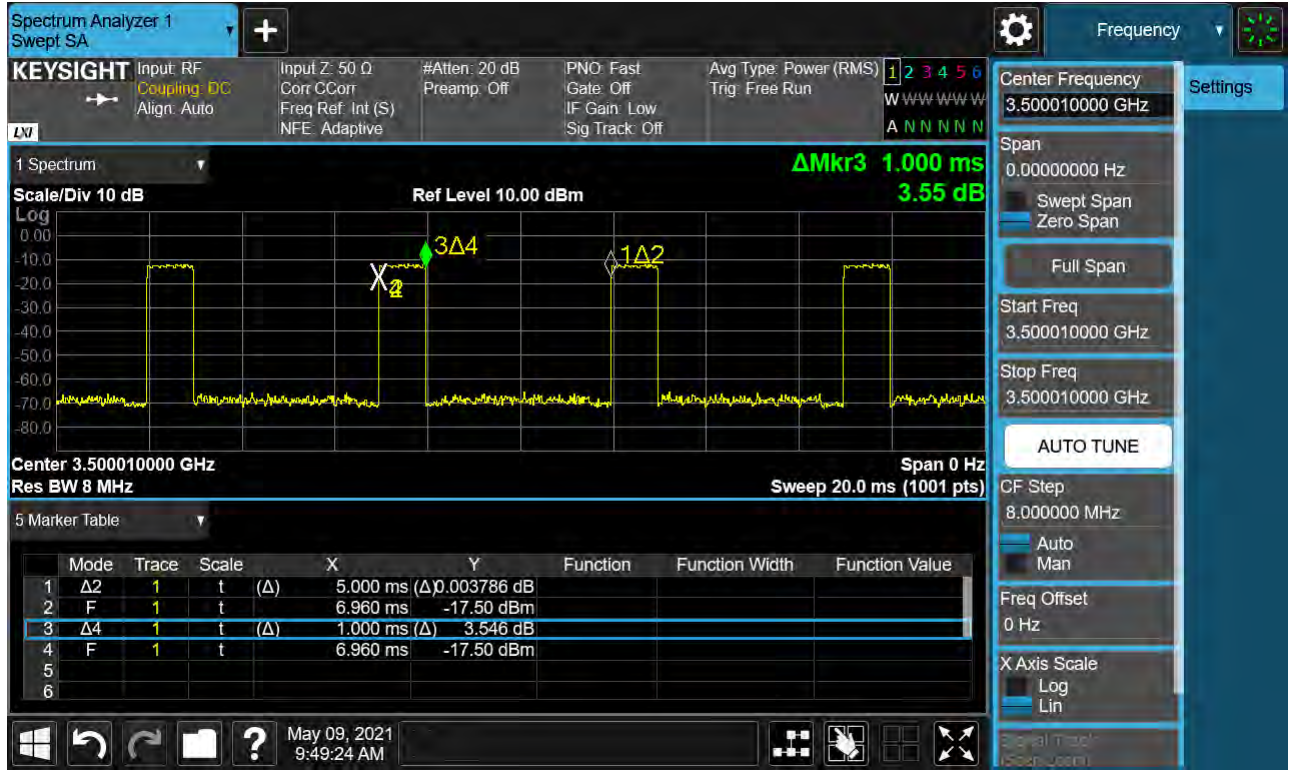 Spectrum Analyzer 1
Swept SA
+
Frequency
KEYSIGHT
Input: RF
Coupling: DC
Align: Auto
LXI
Input Z: 50 Ω
Corr CCorr
Freq Ref: Int (S)
NFE: Adaptive
#Atten: 20 dB
Preamp: Off
PNO: Fast
Gate: Off
IF Gain: Low
Sig Track: Off
Avg Type: Power (RMS)
Trig: Free Run
1 2 3 4 5 6
W W W W W W
A N N N N N
1 Spectrum
ΔMkr3 1.000 ms
3.55 dB
Scale/Div 10 dB
Ref Level 10.00 dBm
Log
0.00
-10.0
-20.0
-30.0
-40.0
-50.0
-60.0
-70.0
-80.0
3Δ4
1Δ2
Center 3.500010000 GHz
Span 0 Hz
Res BW 8 MHz
Sweep 20.0 ms (1001 pts)
5 Marker Table
Mode Trace Scale X Y Function Function Width Function Value
1 Δ2 1 t (Δ) 5.000 ms (Δ) 0.003786 dB
2 F 1 t 6.960 ms -17.50 dBm
3 Δ4 1 t (Δ) 1.000 ms (Δ) 3.546 dB
4 F 1 t 6.960 ms -17.50 dBm
5
6
?
May 09, 2021
9:49:24 AM
Settings
Center Frequency
3.500010000 GHz
Span
0.00000000 Hz
Swept Span
Zero Span
Full Span
Start Freq
3.500010000 GHz
Stop Freq
3.500010000 GHz
AUTO TUNE
CF Step
8.000000 MHz
Auto
Man
Freq Offset
0 Hz
X Axis Scale
Log
Lin